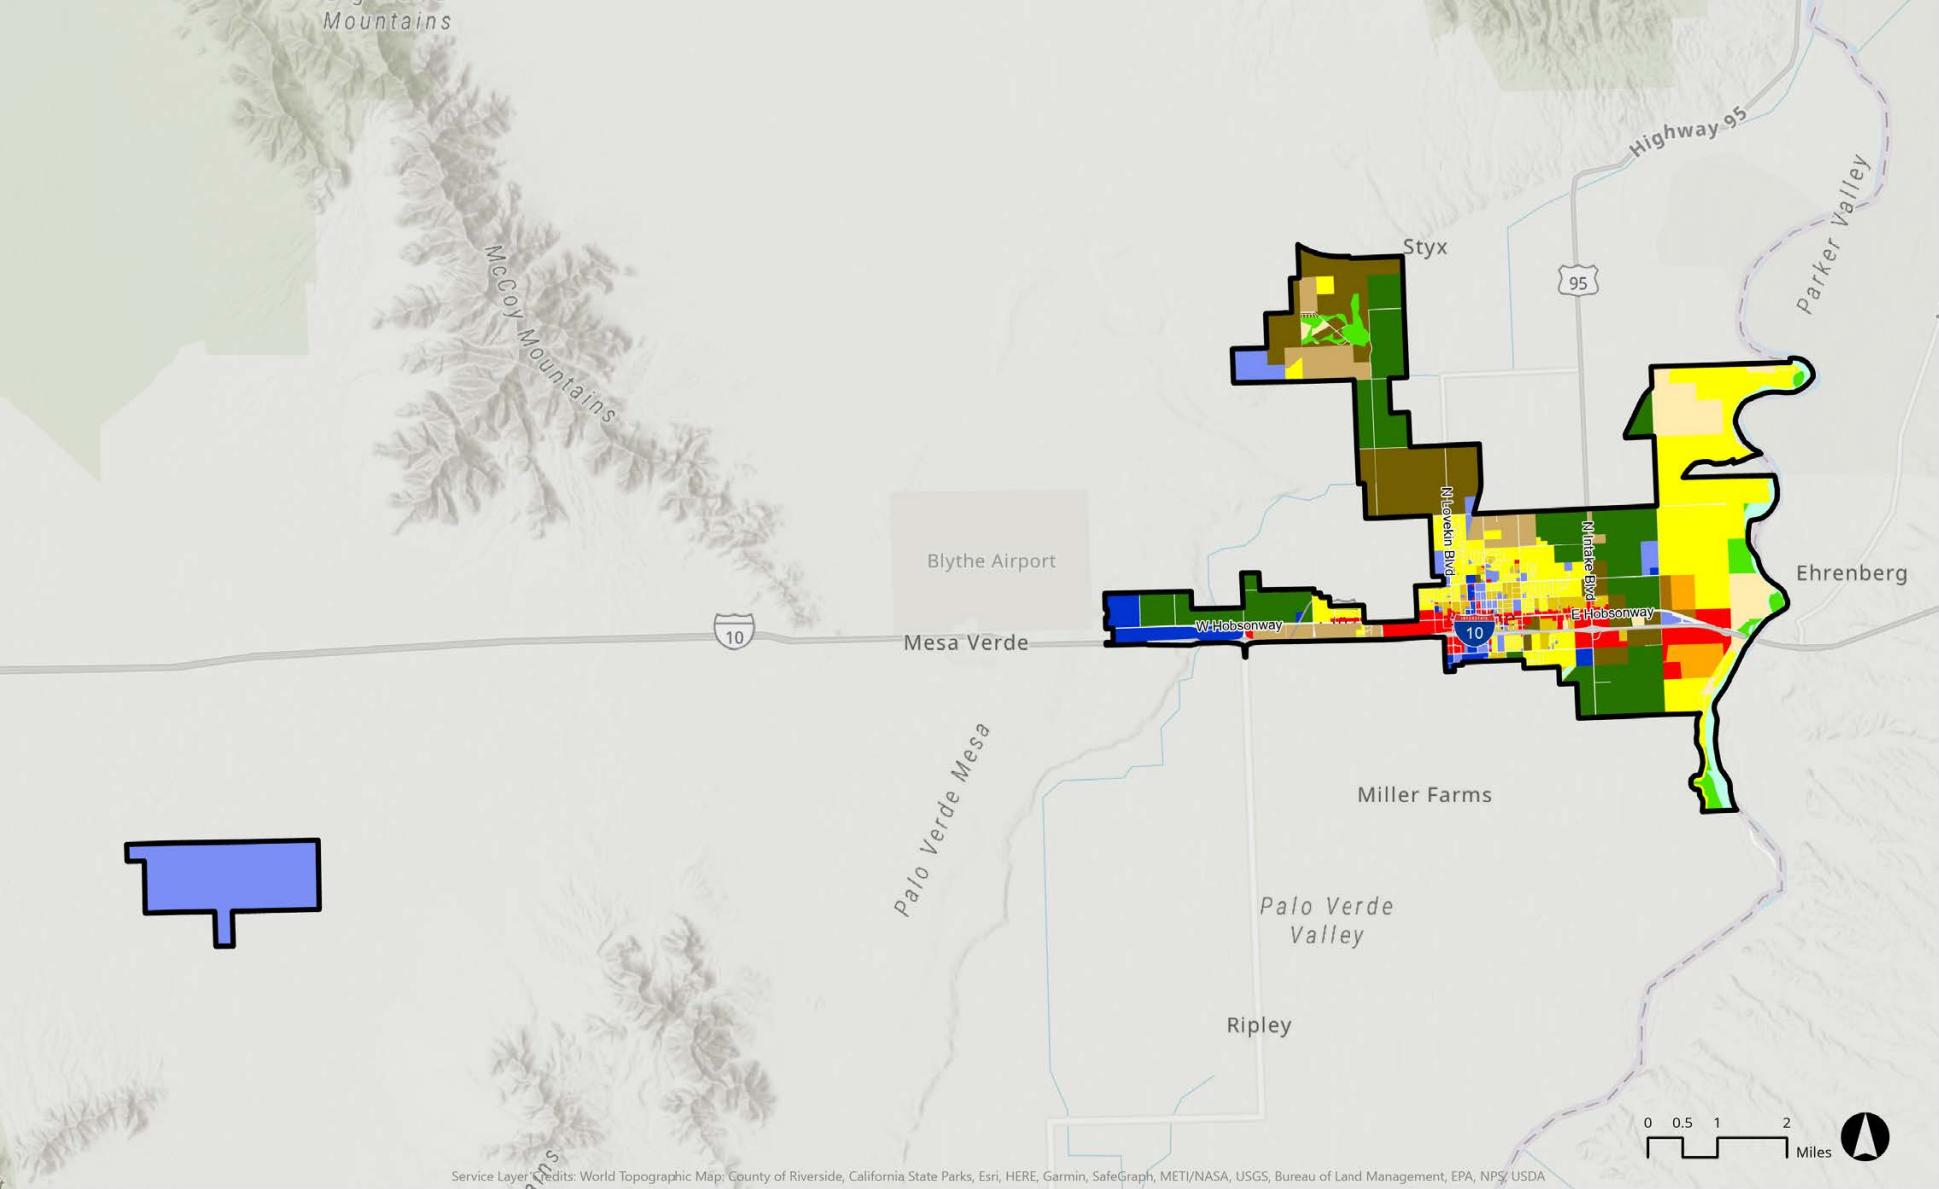 Mountains
Highway 95
Parker Valley
Styx
95
McCoy Mountains
N Lovekin Blvd
N Intake Blvd
Blythe Airport
Ehrenberg
E Hobsonway
W Hobsonway
INTERSTATE
10
10
Mesa Verde
Palo Verde Mesa
Miller Farms
Palo Verde
Valley
Ripley
0 0.5 1 2
Miles
Service Layer Credits: World Topographic Map: County of Riverside, California State Parks, Esri, HERE, Garmin, SafeGraph, METI/NASA, USGS, Bureau of Land Management, EPA, NPS, USDA